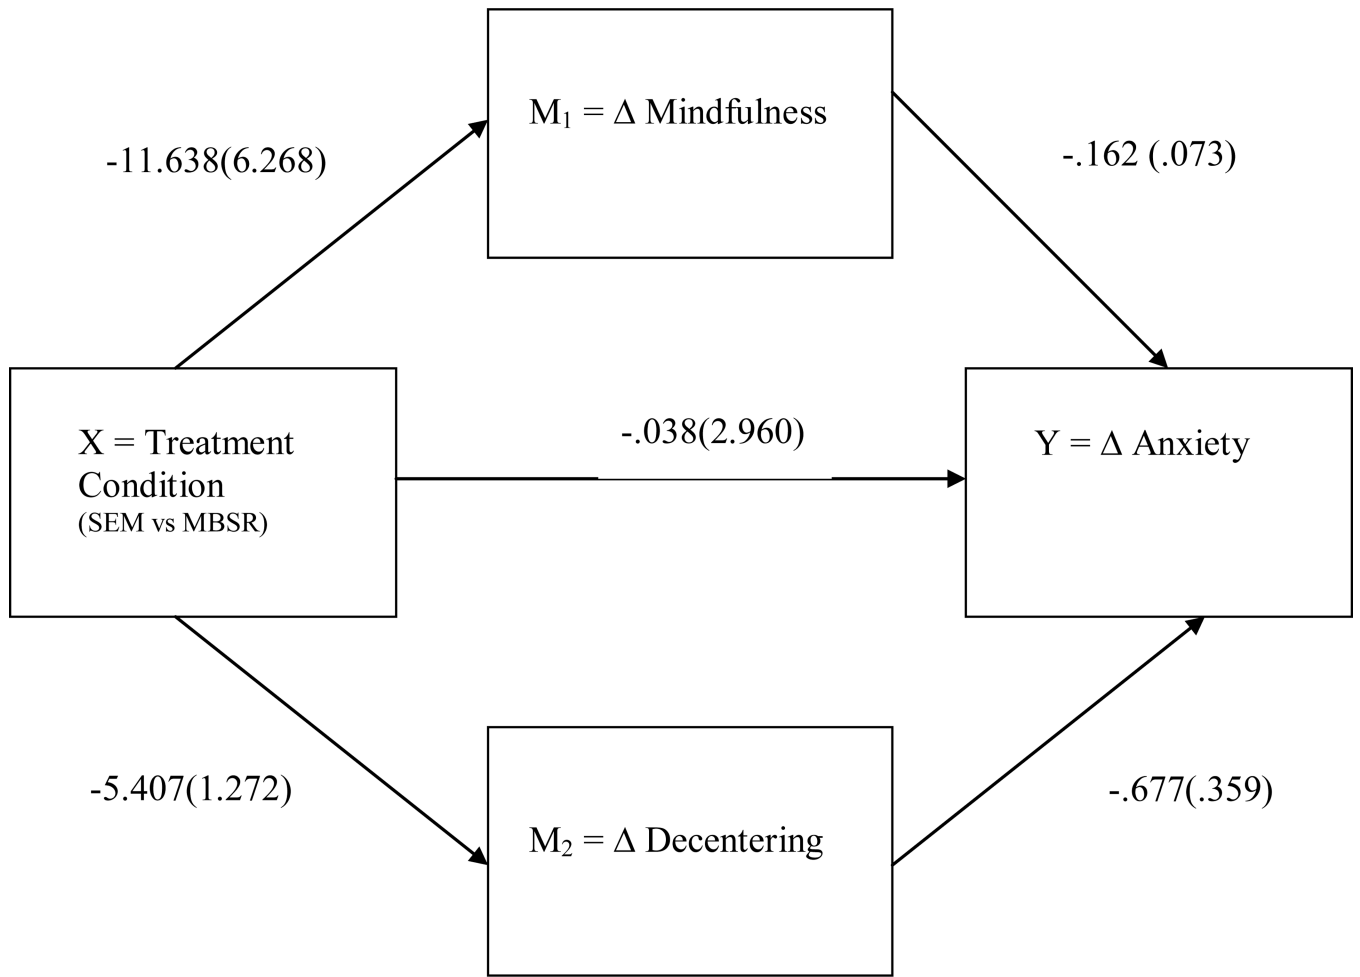 M₁ = Δ Mindfulness
-11.638(6.268)
-.162 (.073)
X = Treatment
Condition
(SEM vs MBSR)
-.038(2.960)
Y = Δ Anxiety
-5.407(1.272)
-.677(.359)
M₂ = Δ Decentering